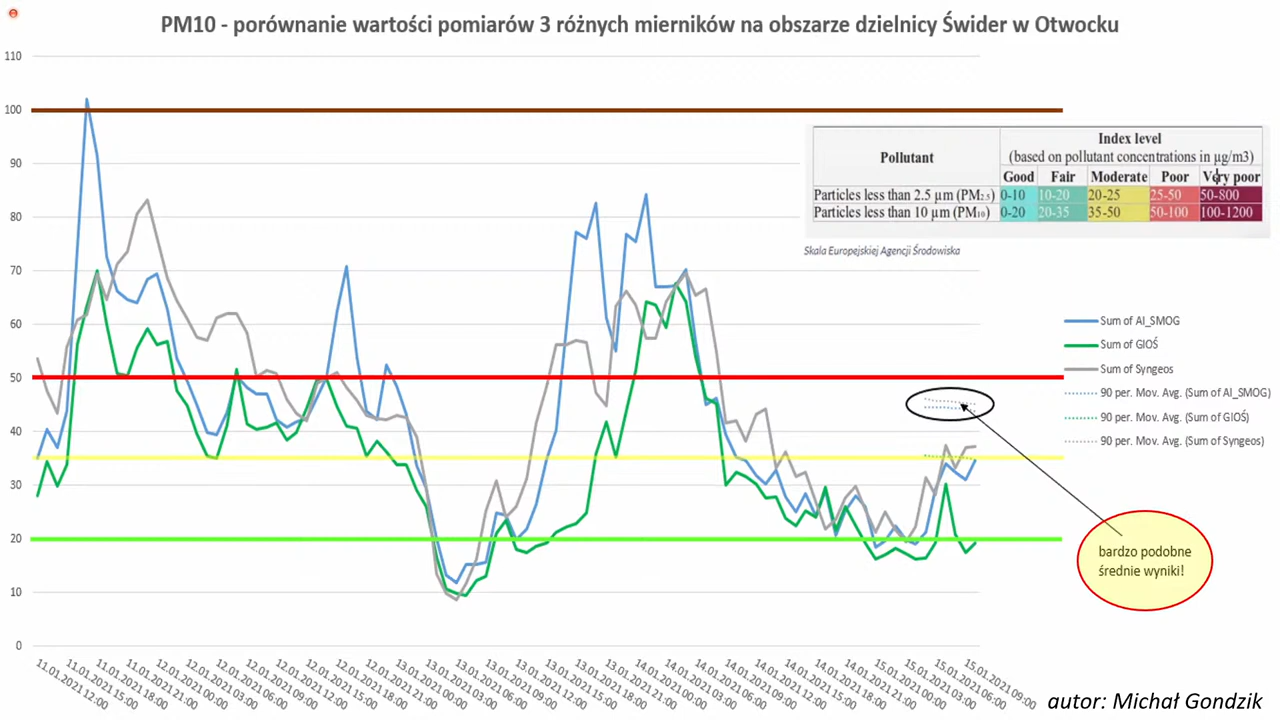 PM10 - porównanie wartości pomiarów 3 różnych mierników na obszarze dzielnicy Świder w Otwocku
110
100
90
80
70
60
50
40
30
20
10
0
Pollutant
Index level
(based on pollutant concentrations in µg/m3)
Good Fair Moderate Poor Very poor
Particles less than 2.5 µm (PM2.5) 0-10 10-20 20-25 25-50 50-800
Particles less than 10 µm (PM10) 0-20 20-35 35-50 50-100 100-1200
Skala Europejskiej Agencji Środowiska
Sum of AI_SMOG
Sum of GIOŚ
Sum of Syngeos
90 per. Mov. Avg. (Sum of AI_SMOG)
90 per. Mov. Avg. (Sum of GIOŚ)
90 per. Mov. Avg. (Sum of Syngeos)
bardzo podobne
średnie wyniki!
11.01.2021 12:00
11.01.2021 15:00
11.01.2021 18:00
11.01.2021 21:00
12.01.2021 00:00
12.01.2021 03:00
12.01.2021 06:00
12.01.2021 09:00
12.01.2021 12:00
12.01.2021 15:00
12.01.2021 18:00
12.01.2021 21:00
13.01.2021 00:00
13.01.2021 03:00
13.01.2021 06:00
13.01.2021 09:00
13.01.2021 12:00
13.01.2021 15:00
13.01.2021 18:00
13.01.2021 21:00
14.01.2021 00:00
14.01.2021 03:00
14.01.2021 06:00
14.01.2021 09:00
14.01.2021 12:00
14.01.2021 15:00
14.01.2021 18:00
14.01.2021 21:00
15.01.2021 00:00
15.01.2021 03:00
15.01.2021 06:00
15.01.2021 09:00
autor: Michał Gondzik